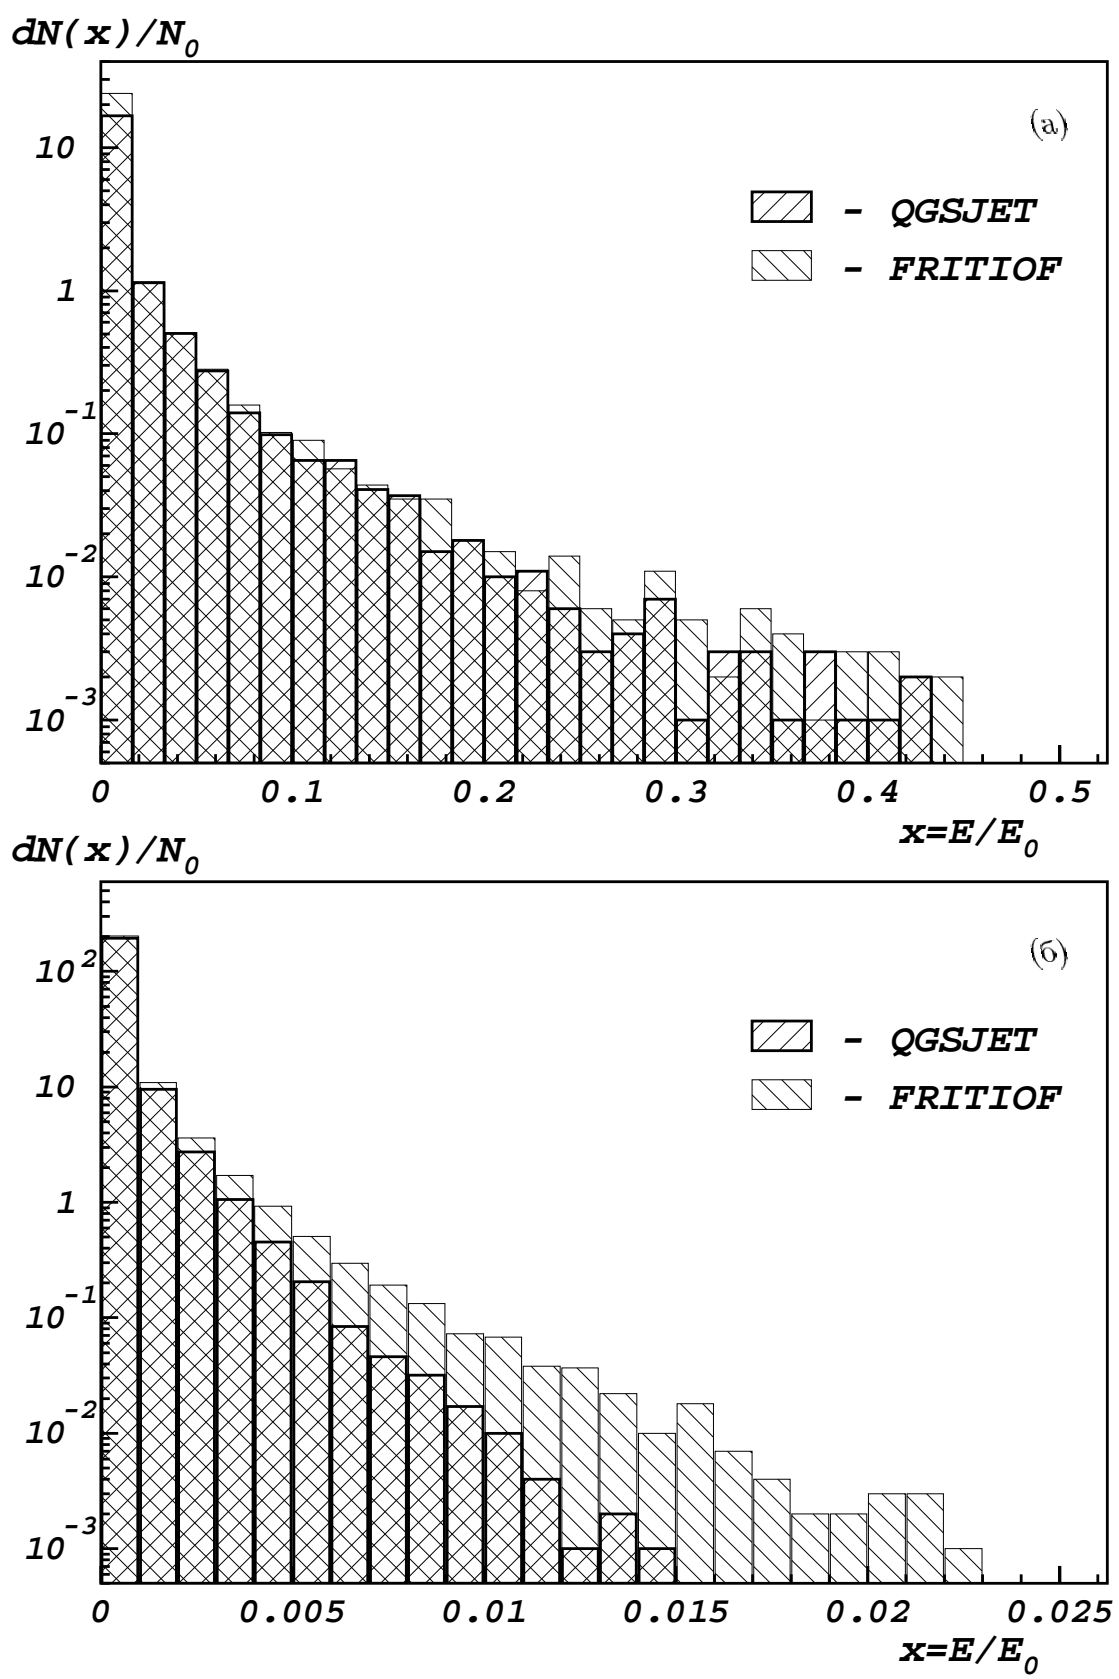 dN(x)/N₀
(а)
10
- QGSJET
- FRITIOF
1
10⁻¹
10⁻²
10⁻³
0 0.1 0.2 0.3 0.4 0.5
x=E/E₀
dN(x)/N₀
(б)
10²
- QGSJET
10
- FRITIOF
1
10⁻¹
10⁻²
10⁻³
0 0.005 0.01 0.015 0.02 0.025
x=E/E₀